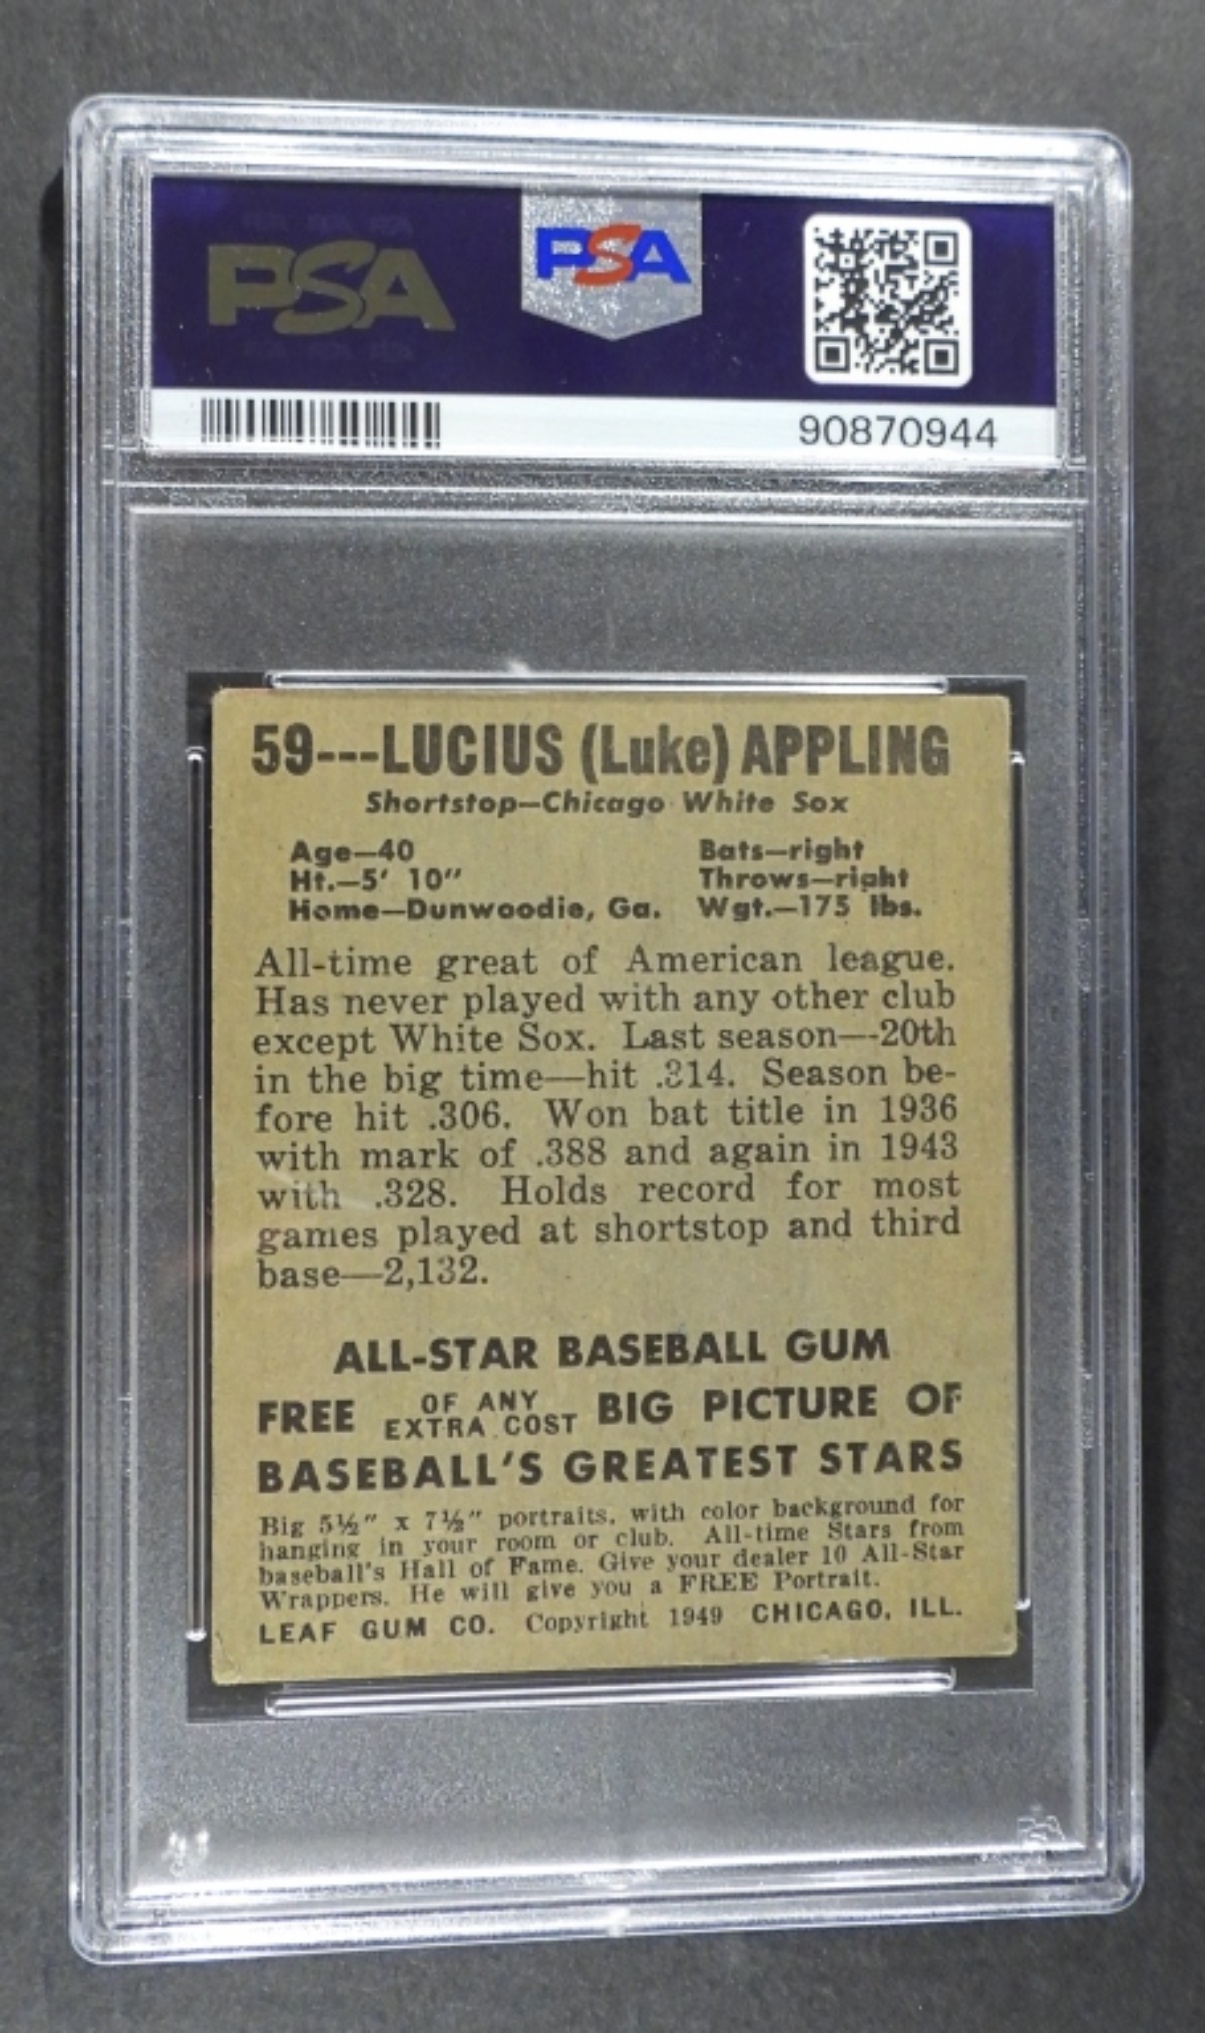 PSA
PSA
90870944
59---LUCIUS (Luke) APPLING
Shortstop—Chicago White Sox
Age—40 Bats—right
Ht.—5' 10" Throws—right
Home—Dunwoodie, Ga. Wgt.—175 lbs.
All-time great of American league.
Has never played with any other club
except White Sox. Last season—20th
in the big time—hit .314. Season be-
fore hit .306. Won bat title in 1936
with mark of .388 and again in 1943
with .328. Holds record for most
games played at shortstop and third
base—2,132.
ALL-STAR BASEBALL GUM
FREE OF ANY EXTRA COST BIG PICTURE OF
BASEBALL'S GREATEST STARS
Big 5½" x 7½" portraits, with color background for
hanging in your room or club. All-time Stars from
baseball's Hall of Fame. Give your dealer 10 All-Star
Wrappers. He will give you a FREE Portrait.
LEAF GUM CO. Copyright 1949 CHICAGO, ILL.